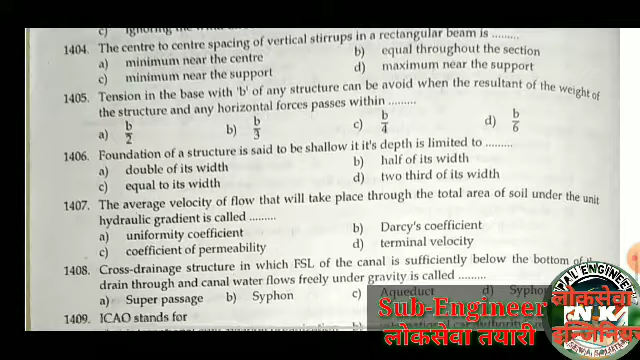 c) ignoring the
1404. The centre to centre spacing of vertical stirrups in a rectangular beam is .........
a) minimum near the centre b) equal throughout the section
c) minimum near the support d) maximum near the support
1405. Tension in the base with 'b' of any structure can be avoid when the resultant of the weight of
the structure and any horizontal forces passes within .........
a) b/2 b) b/3 c) b/4 d) b/6
1406. Foundation of a structure is said to be shallow it it's depth is limited to .........
a) double of its width b) half of its width
c) equal to its width d) two third of its width
1407. The average velocity of flow that will take place through the total area of soil under the unit
hydraulic gradient is called .........
a) uniformity coefficient b) Darcy's coefficient
c) coefficient of permeability d) terminal velocity
1408. Cross-drainage structure in which FSL of the canal is sufficiently below the bottom of
drain through and canal water flows freely under gravity is called .........
a) Super passage b) Syphon c) Aqueduct d) Syphon
1409. ICAO stands for
Sub-Engineer
लोकसेवा तयारी
लोकसेवा
इन्जिनियर